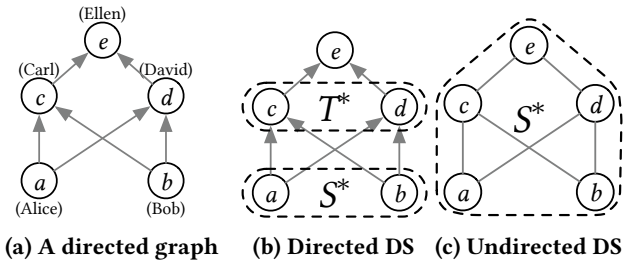 (Ellen)
e
(Carl) (David)
c d
a b
(Alice) (Bob)
(a) A directed graph
e
c T* d
a S* b
(b) Directed DS
e
c S* d
a b
(c) Undirected DS